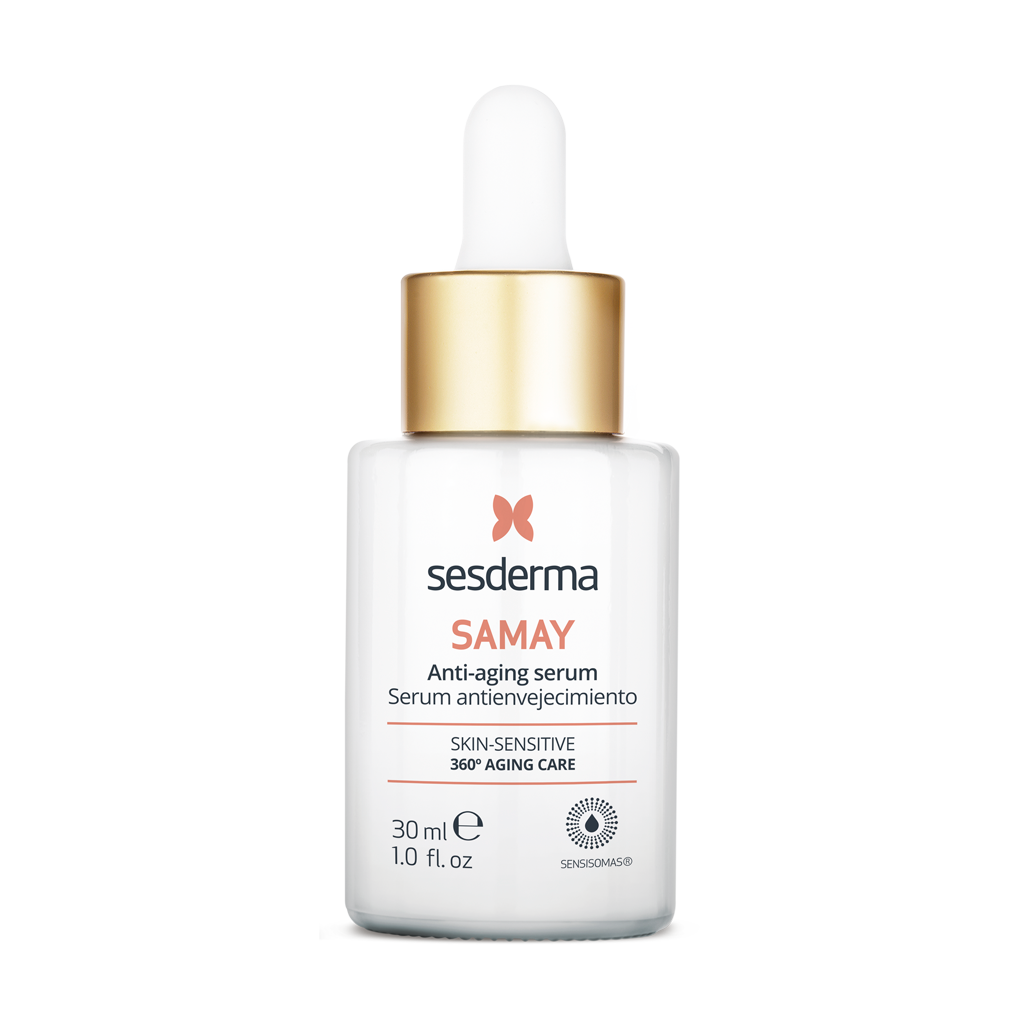 sesderma
SAMAY
Anti-aging serum
Serum antienvejecimiento
SKIN-SENSITIVE
360º AGING CARE
30 ml ℮
1.0 fl. oz
SENSISOMAS®